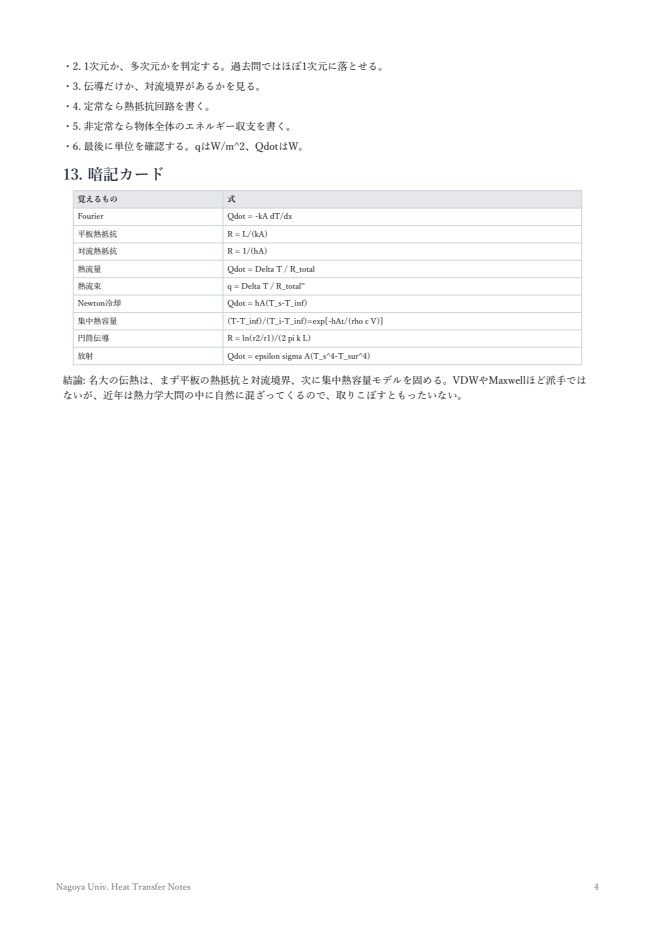 ・2. 1次元か、多次元かを判定する。過去問ではほぼ1次元に落とせる。
・3. 伝導だけか、対流境界があるかを見る。
・4. 定常なら熱抵抗回路を書く。
・5. 非定常なら物体全体のエネルギー収支を書く。
・6. 最後に単位を確認する。qはW/m^2、QdotはW。
13. 暗記カード
覚えるもの 式
Fourier Qdot = -kA dT/dx
平板熱抵抗 R = L/(kA)
対流熱抵抗 R = 1/(hA)
熱流量 Qdot = Delta T / R_total
熱流束 q = Delta T / R_total"
Newton冷却 Qdot = hA(T_s-T_inf)
集中熱容量 (T-T_inf)/(T_i-T_inf)=exp[-hAt/(rho c V)]
円筒伝導 R = ln(r2/r1)/(2 pi k L)
放射 Qdot = epsilon sigma A(T_s^4-T_sur^4)
結論: 名大の伝熱は、まず平板の熱抵抗と対流境界、次に集中熱容量モデルを固める。VDWやMaxwellほど派手では
ないが、近年は熱力学大問の中に自然に混ざってくるので、取りこぼすともったいない。
Nagoya Univ. Heat Transfer Notes 4